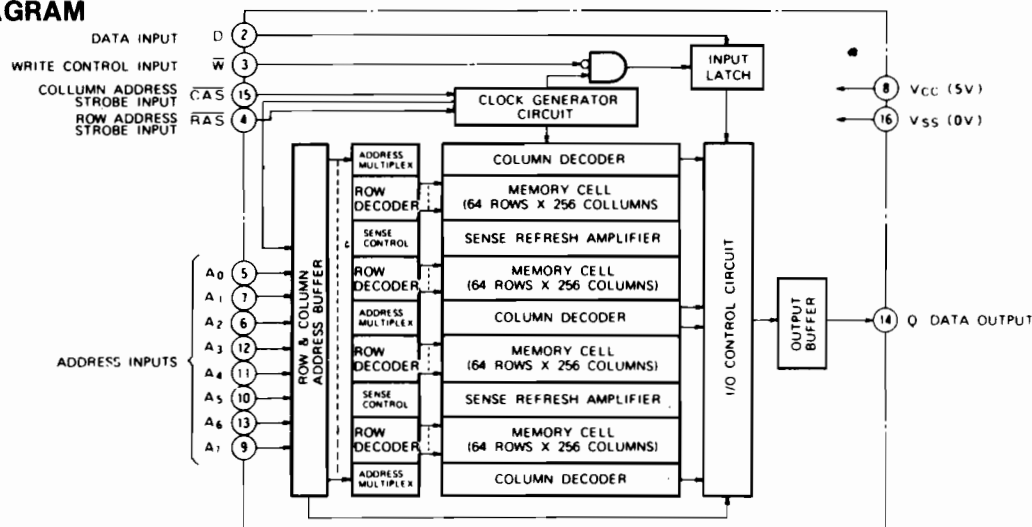 AGRAM
DATA INPUT D 2
WRITE CONTROL INPUT W̅ 3
COLLUMN ADDRESS
STROBE INPUT C̅A̅S̅ 15
ROW ADDRESS
STROBE INPUT R̅A̅S̅ 4
INPUT
LATCH
CLOCK GENERATOR
CIRCUIT
8 VCC (5V)
16 VSS (0V)
ADDRESS INPUTS
A0 5
A1 7
A2 6
A3 12
A4 11
A5 10
A6 13
A7 9
ROW & COLUMN
ADDRESS BUFFER
ADDRESS
MULTIPLEX
ROW
DECODER
SENSE
CONTROL
ROW
DECODER
ADDRESS
MULTIPLEX
ROW
DECODER
SENSE
CONTROL
ROW
DECODER
ADDRESS
MULTIPLEX
COLUMN DECODER
MEMORY CELL
(64 ROWS X 256 COLLUMNS
SENSE REFRESH AMPLIFIER
MEMORY CELL
(64 ROWS X 256 COLUMNS)
COLUMN DECODER
MEMORY CELL
(64 ROWS X 256 COLUMNS)
SENSE REFRESH AMPLIFIER
MEMORY CELL
(64 ROWS X 256 COLUMNS)
COLUMN DECODER
I/O CONTROL CIRCUIT
OUTPUT
BUFFER
14 Q DATA OUTPUT